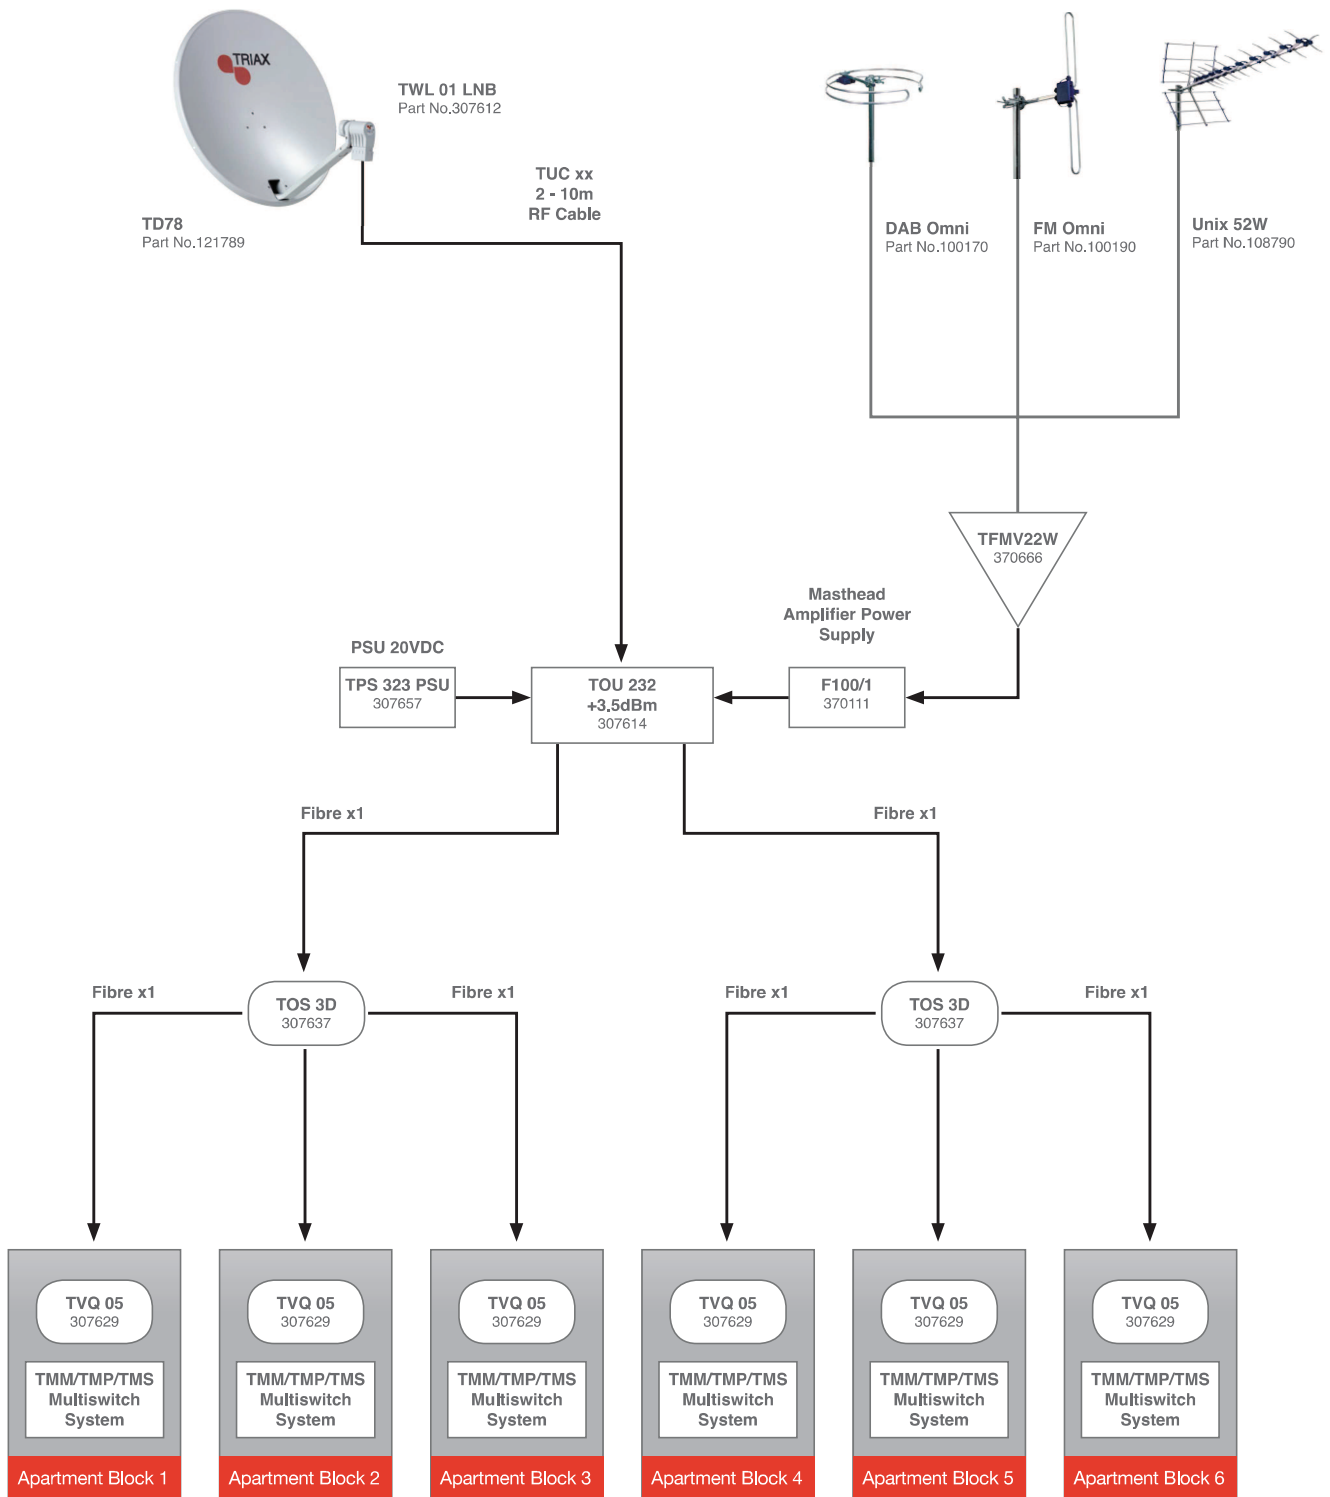 TRIAX
TWL 01 LNB
Part No.307612
TD78
Part No.121789
TUC xx
2 - 10m
RF Cable
DAB Omni
Part No.100170
FM Omni
Part No.100190
Unix 52W
Part No.108790
TFMV22W
370666
Masthead
Amplifier Power
Supply
PSU 20VDC
TPS 323 PSU
307657
TOU 232
+3.5dBm
307614
F100/1
370111
Fibre x1
Fibre x1
Fibre x1
TOS 3D
307637
Fibre x1
Fibre x1
TOS 3D
307637
Fibre x1
TVQ 05
307629
TMM/TMP/TMS
Multiswitch
System
Apartment Block 1
TVQ 05
307629
TMM/TMP/TMS
Multiswitch
System
Apartment Block 2
TVQ 05
307629
TMM/TMP/TMS
Multiswitch
System
Apartment Block 3
TVQ 05
307629
TMM/TMP/TMS
Multiswitch
System
Apartment Block 4
TVQ 05
307629
TMM/TMP/TMS
Multiswitch
System
Apartment Block 5
TVQ 05
307629
TMM/TMP/TMS
Multiswitch
System
Apartment Block 6